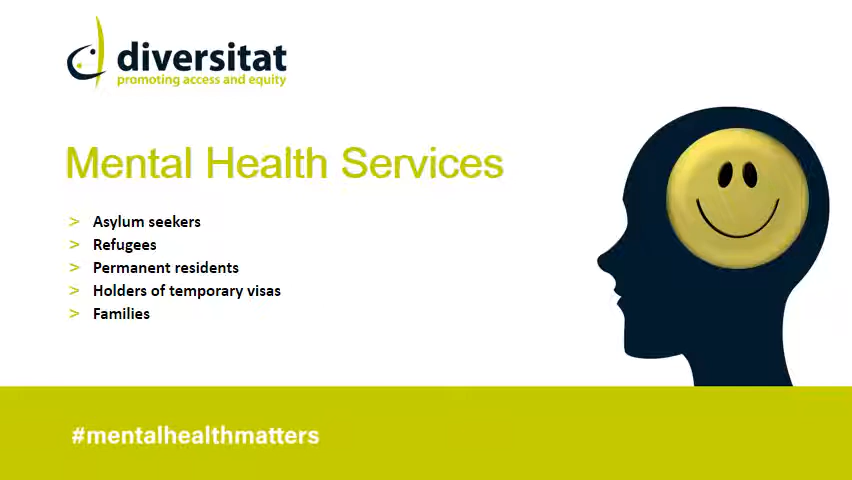 diversitat
promoting access and equity
Mental Health Services
> Asylum seekers
> Refugees
> Permanent residents
> Holders of temporary visas
> Families
#mentalhealthmatters